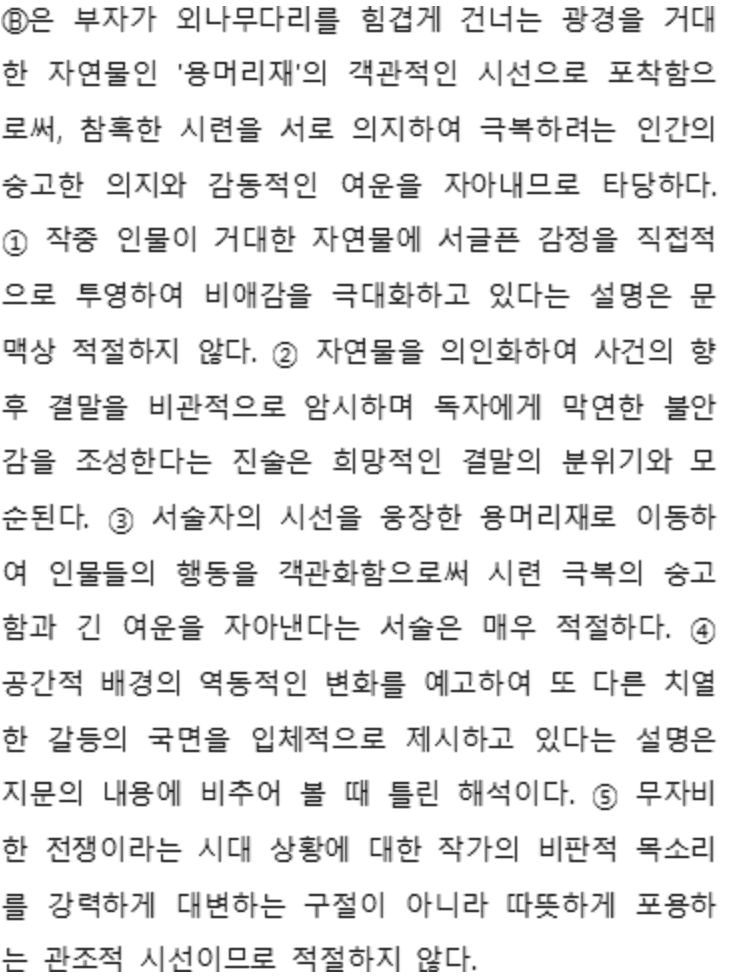 Ⓑ은 부자가 외나무다리를 힘겹게 건너는 광경을 거대
한 자연물인 '용머리재'의 객관적인 시선으로 포착함으
로써, 참혹한 시련을 서로 의지하여 극복하려는 인간의
숭고한 의지와 감동적인 여운을 자아내므로 타당하다.
① 작중 인물이 거대한 자연물에 서글픈 감정을 직접적
으로 투영하여 비애감을 극대화하고 있다는 설명은 문
맥상 적절하지 않다. ② 자연물을 의인화하여 사건의 향
후 결말을 비관적으로 암시하며 독자에게 막연한 불안
감을 조성한다는 진술은 희망적인 결말의 분위기와 모
순된다. ③ 서술자의 시선을 웅장한 용머리재로 이동하
여 인물들의 행동을 객관화함으로써 시련 극복의 숭고
함과 긴 여운을 자아낸다는 서술은 매우 적절하다. ④
공간적 배경의 역동적인 변화를 예고하여 또 다른 치열
한 갈등의 국면을 입체적으로 제시하고 있다는 설명은
지문의 내용에 비추어 볼 때 틀린 해석이다. ⑤ 무자비
한 전쟁이라는 시대 상황에 대한 작가의 비판적 목소리
를 강력하게 대변하는 구절이 아니라 따뜻하게 포용하
는 관조적 시선이므로 적절하지 않다.